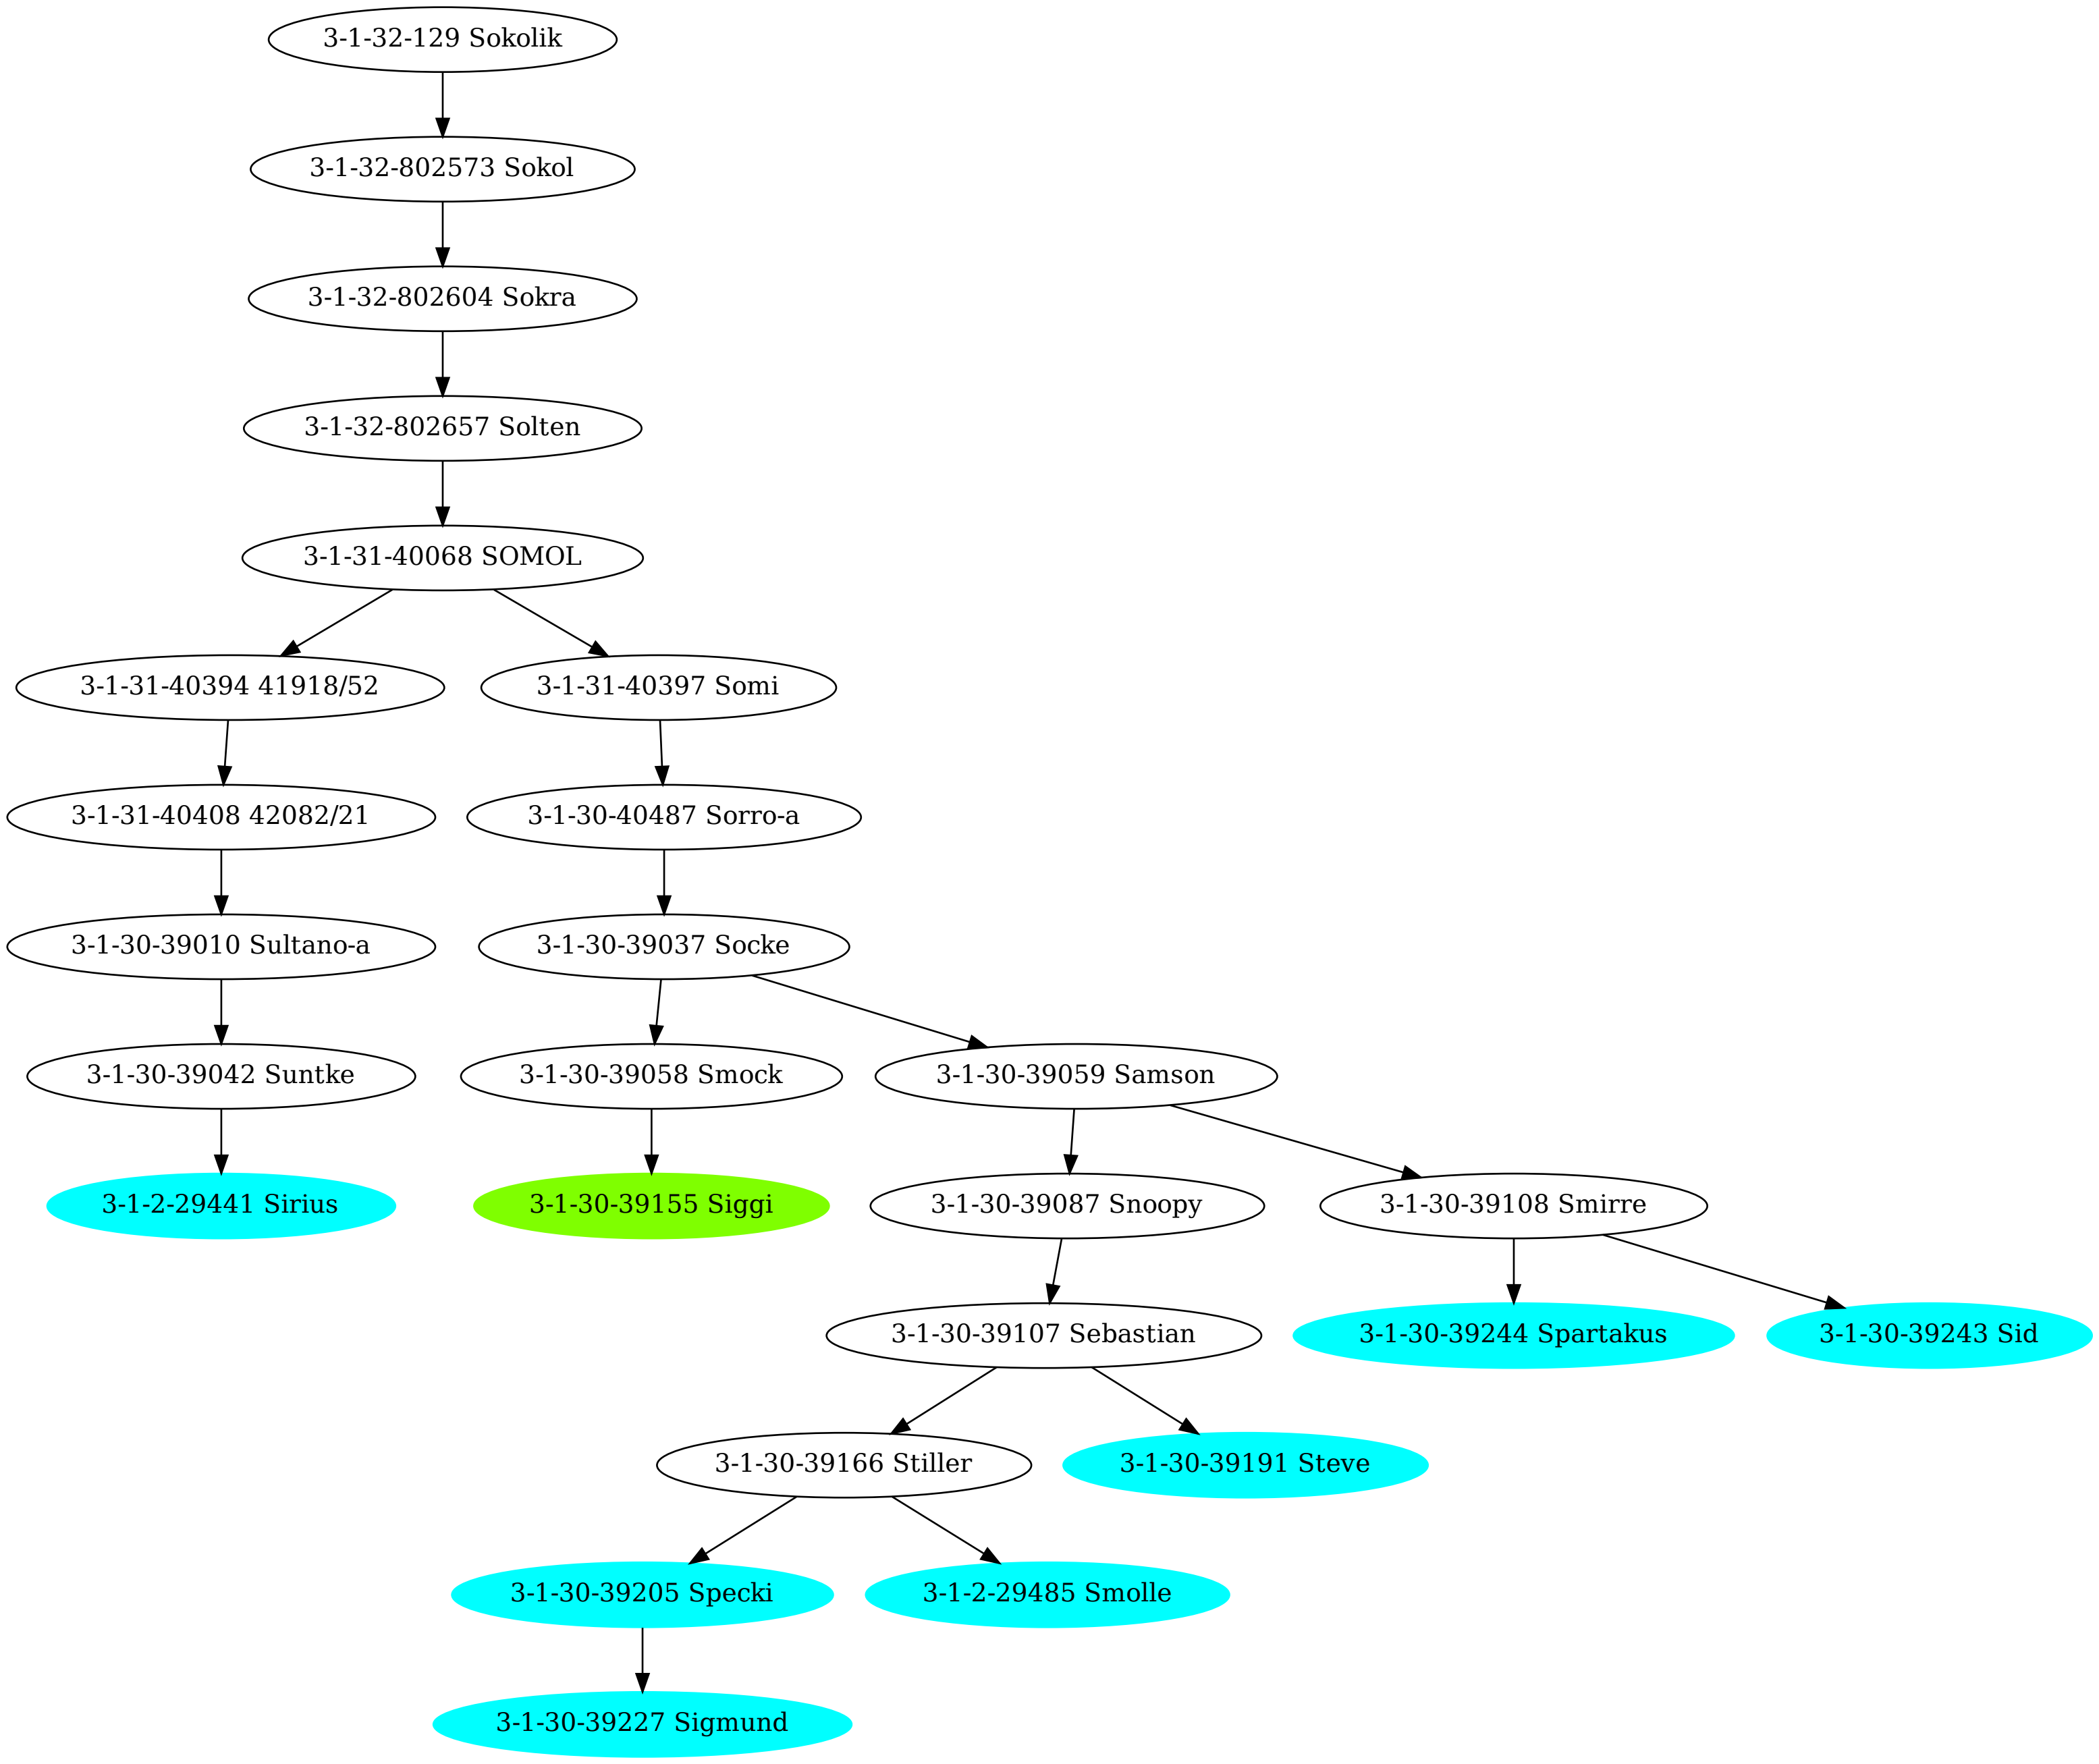 3-1-32-129 Sokolik
3-1-32-802573 Sokol
3-1-32-802604 Sokra
3-1-32-802657 Solten
3-1-31-40068 SOMOL
3-1-31-40394 41918/52
3-1-31-40397 Somi
3-1-31-40408 42082/21
3-1-30-40487 Sorro-a
3-1-30-39010 Sultano-a
3-1-30-39037 Socke
3-1-30-39042 Suntke
3-1-30-39058 Smock
3-1-30-39059 Samson
3-1-2-29441 Sirius
3-1-30-39155 Siggi
3-1-30-39087 Snoopy
3-1-30-39108 Smirre
3-1-30-39107 Sebastian
3-1-30-39244 Spartakus
3-1-30-39243 Sid
3-1-30-39166 Stiller
3-1-30-39191 Steve
3-1-30-39205 Specki
3-1-2-29485 Smolle
3-1-30-39227 Sigmund